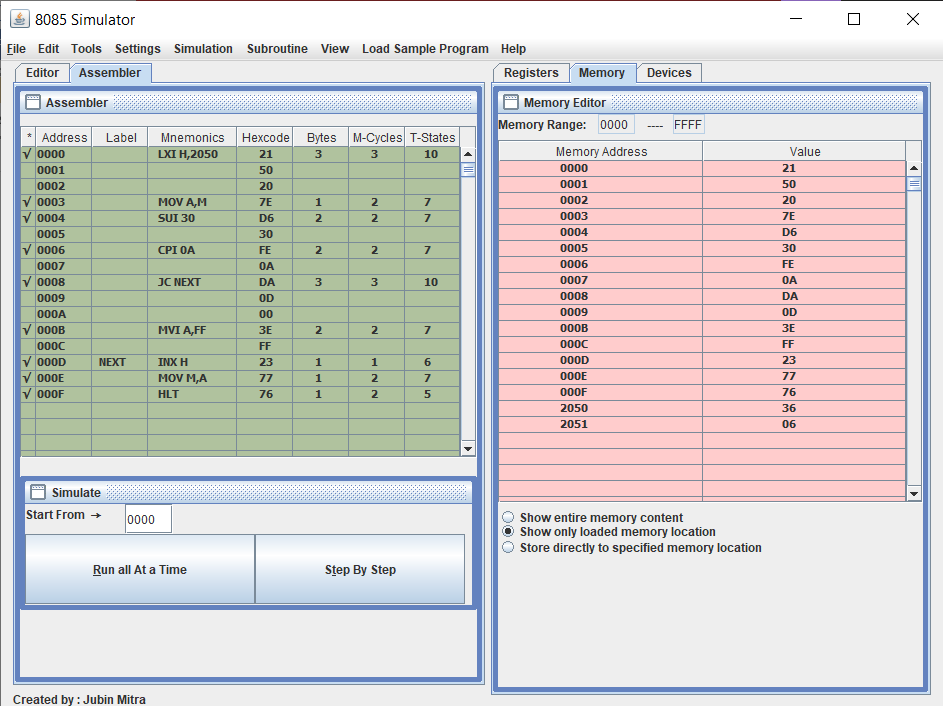 8085 Simulator
File Edit Tools Settings Simulation Subroutine View Load Sample Program Help
Editor Assembler
Assembler
* Address Label Mnemonics Hexcode Bytes M-Cycles T-States
√ 0000 LXI H,2050 21 3 3 10
0001 50
0002 20
√ 0003 MOV A,M 7E 1 2 7
√ 0004 SUI 30 D6 2 2 7
0005 30
√ 0006 CPI 0A FE 2 2 7
0007 0A
√ 0008 JC NEXT DA 3 3 10
0009 0D
000A 00
√ 000B MVI A,FF 3E 2 2 7
000C FF
√ 000D NEXT INX H 23 1 1 6
√ 000E MOV M,A 77 1 2 7
√ 000F HLT 76 1 2 5
Simulate
Start From → 0000
Run all At a Time Step By Step
Registers Memory Devices
Memory Editor
Memory Range: 0000 ---- FFFF
Memory Address Value
0000 21
0001 50
0002 20
0003 7E
0004 D6
0005 30
0006 FE
0007 0A
0008 DA
0009 0D
000B 3E
000C FF
000D 23
000E 77
000F 76
2050 36
2051 06
Show entire memory content
Show only loaded memory location
Store directly to specified memory location
Created by : Jubin Mitra